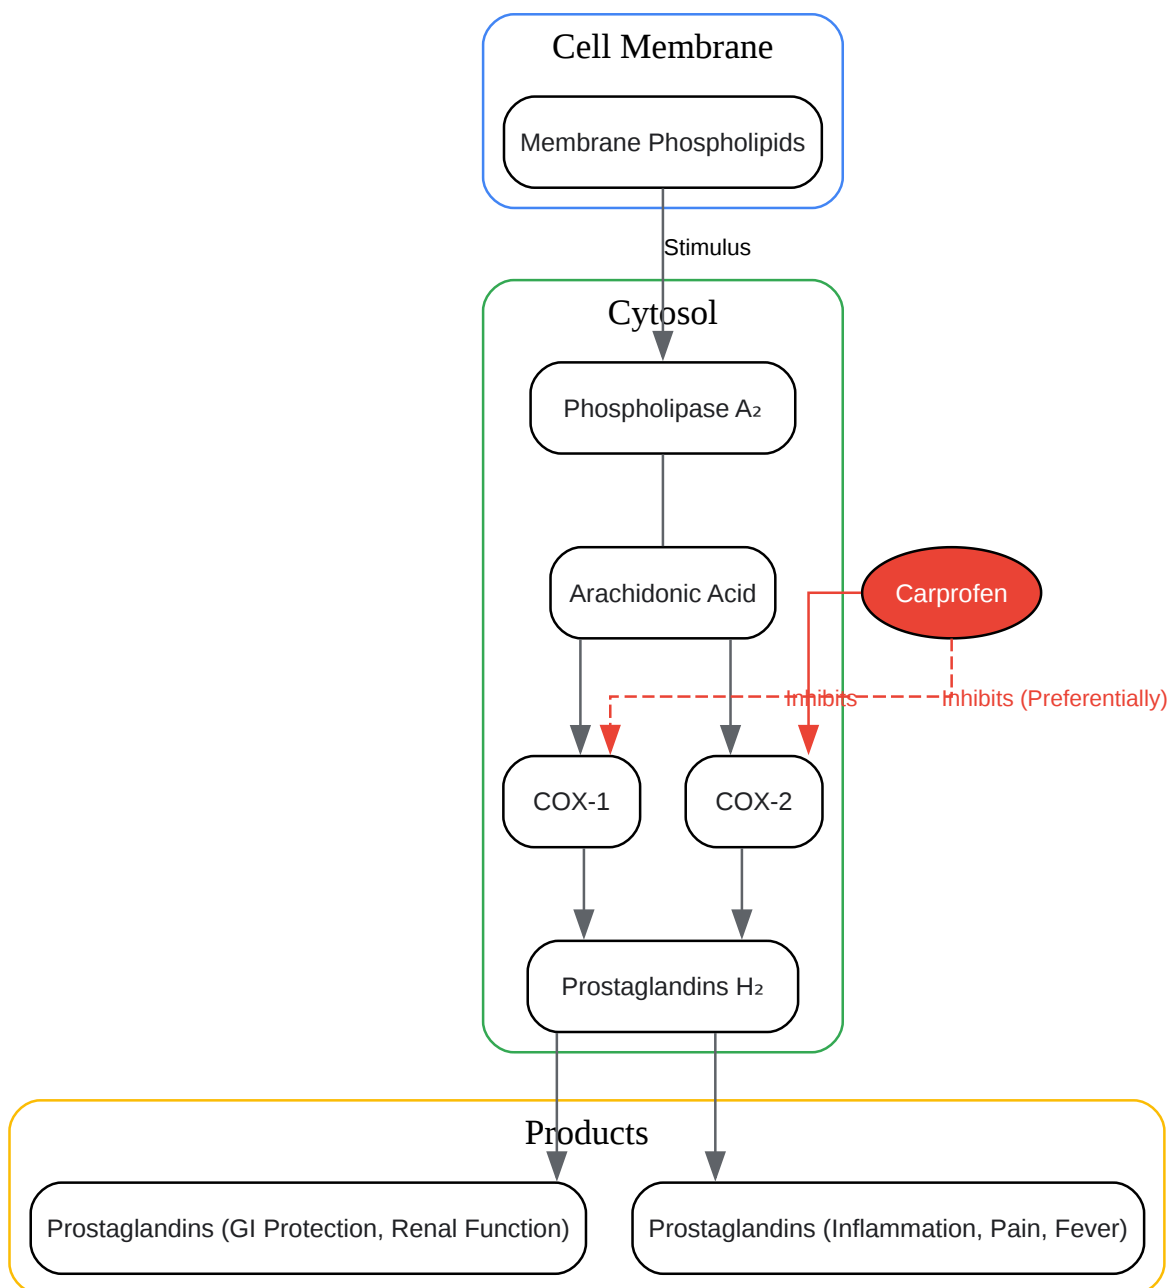 Cell Membrane
Membrane Phospholipids
Stimulus
Cytosol
Phospholipase A₂
Arachidonic Acid
Carprofen
Inhibits
Inhibits (Preferentially)
COX-1
COX-2
Prostaglandins H₂
Products
Prostaglandins (GI Protection, Renal Function)
Prostaglandins (Inflammation, Pain, Fever)